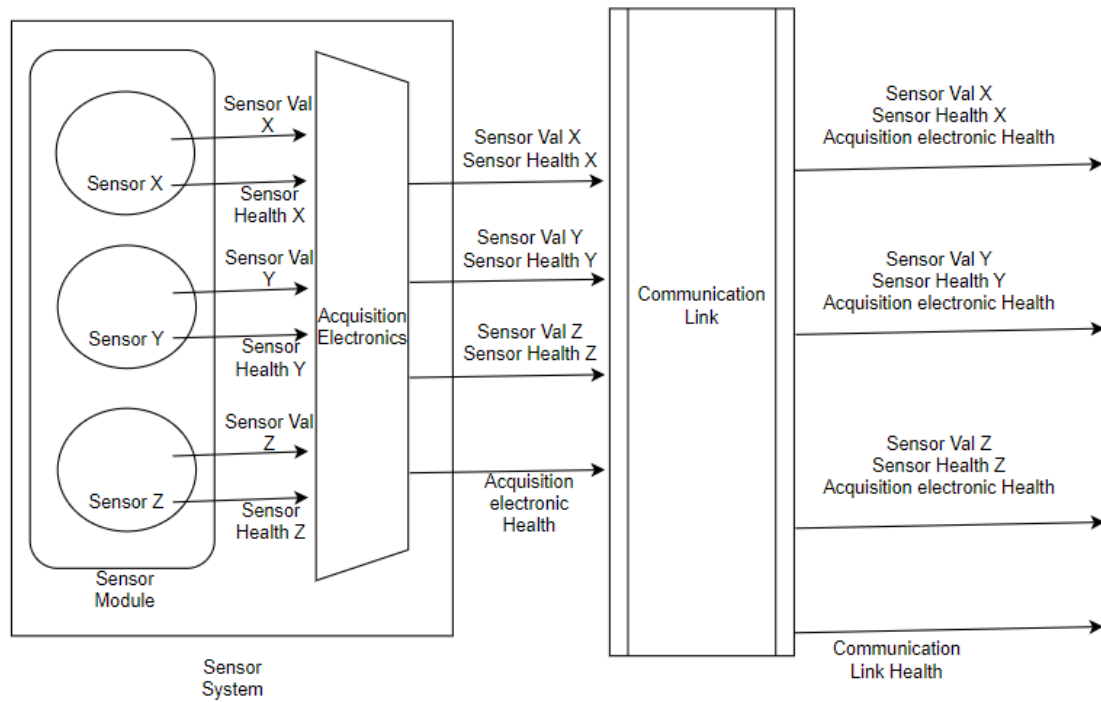 Sensor Val
X
Sensor X
Sensor
Health X
Sensor Val
Y
Sensor Y
Sensor
Health Y
Sensor Val
Z
Sensor Z
Sensor
Health Z
Sensor
Module
Acquisition
Electronics
Sensor
System
Sensor Val X
Sensor Health X
Sensor Val Y
Sensor Health Y
Sensor Val Z
Sensor Health Z
Acquisition
electronic
Health
Communication
Link
Sensor Val X
Sensor Health X
Acquisition electronic Health
Sensor Val Y
Sensor Health Y
Acquisition electronic Health
Sensor Val Z
Sensor Health Z
Acquisition electronic Health
Communication
Link Health